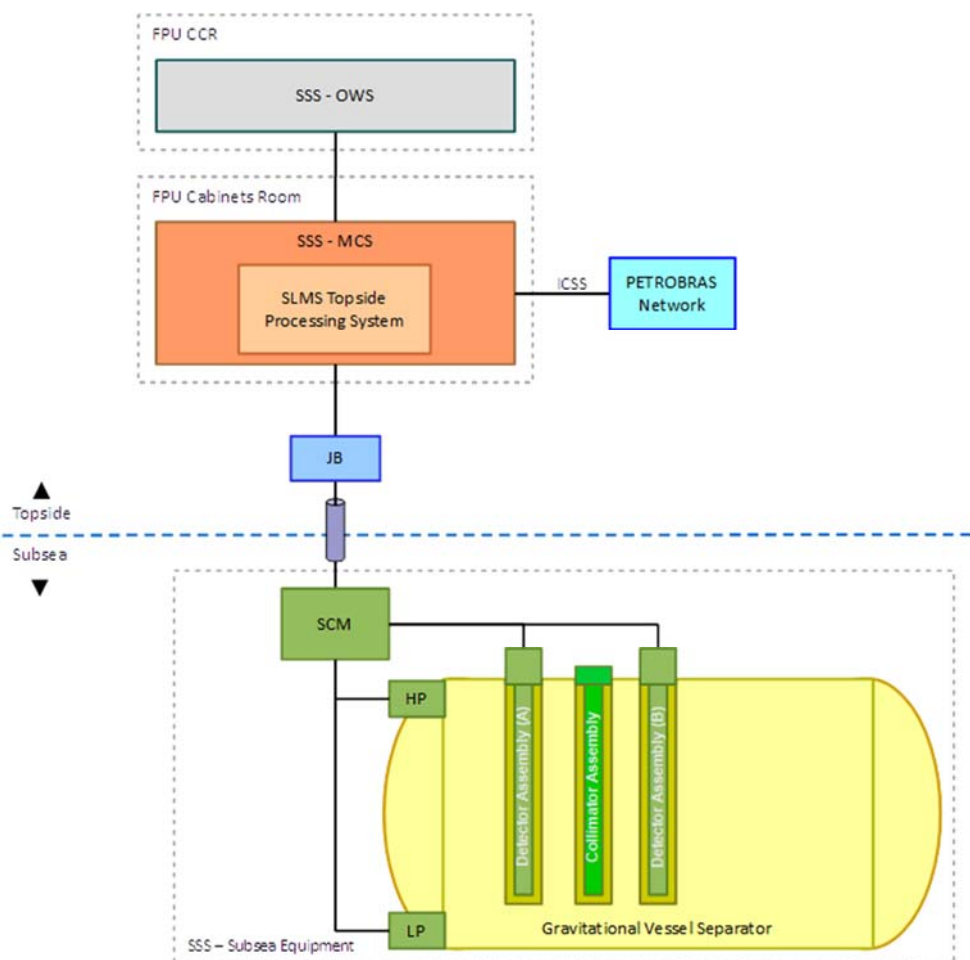 FPU CCR
SSS - OWS
FPU Cabinets Room
SSS - MCS
SLMS Topside
Processing System
ICSS
PETROBRAS
Network
JB
Topside
Subsea
SCM
HP
Detector Assembly (A)
Collimator Assembly
Detector Assembly (B)
LP
Gravitational Vessel Separator
SSS – Subsea Equipment